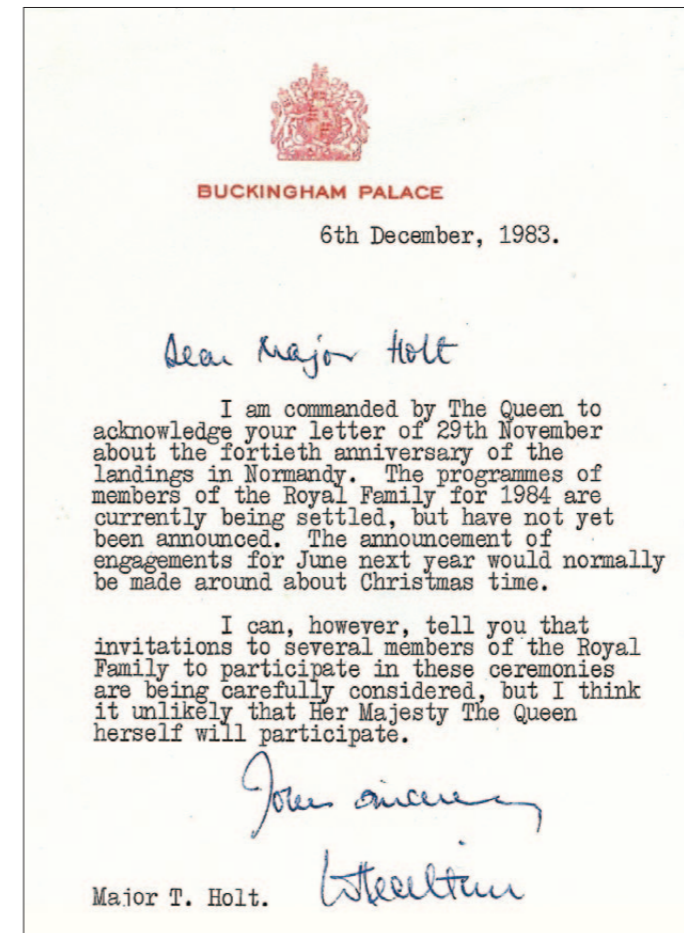 BUCKINGHAM PALACE
6th December, 1983.
Dear Major Holt
I am commanded by The Queen to
acknowledge your letter of 29th November
about the fortieth anniversary of the
landings in Normandy. The programmes of
members of the Royal Family for 1984 are
currently being settled, but have not yet
been announced. The announcement of
engagements for June next year would normally
be made around about Christmas time.
I can, however, tell you that
invitations to several members of the Royal
Family to participate in these ceremonies
are being carefully considered, but I think
it unlikely that Her Majesty The Queen
herself will participate.
Yours sincerely
Major T. Holt.